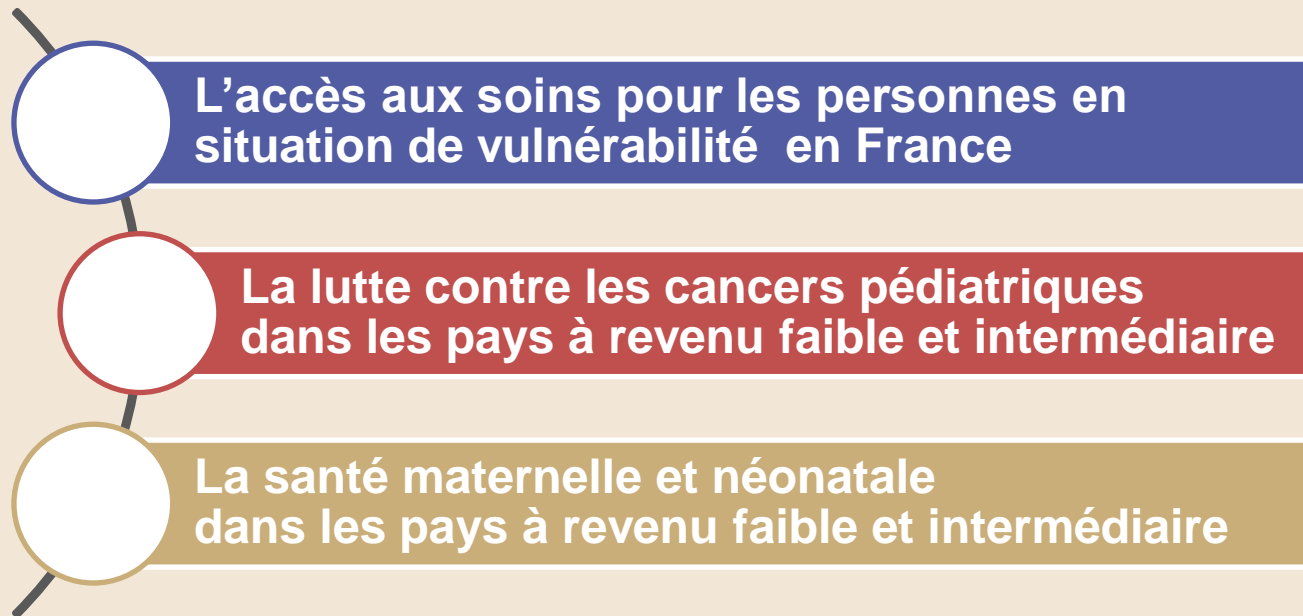 L’accès aux soins pour les personnes en
situation de vulnérabilité  en France
La lutte contre les cancers pédiatriques
dans les pays à revenu faible et intermédiaire
La santé maternelle et néonatale
dans les pays à revenu faible et intermédiaire